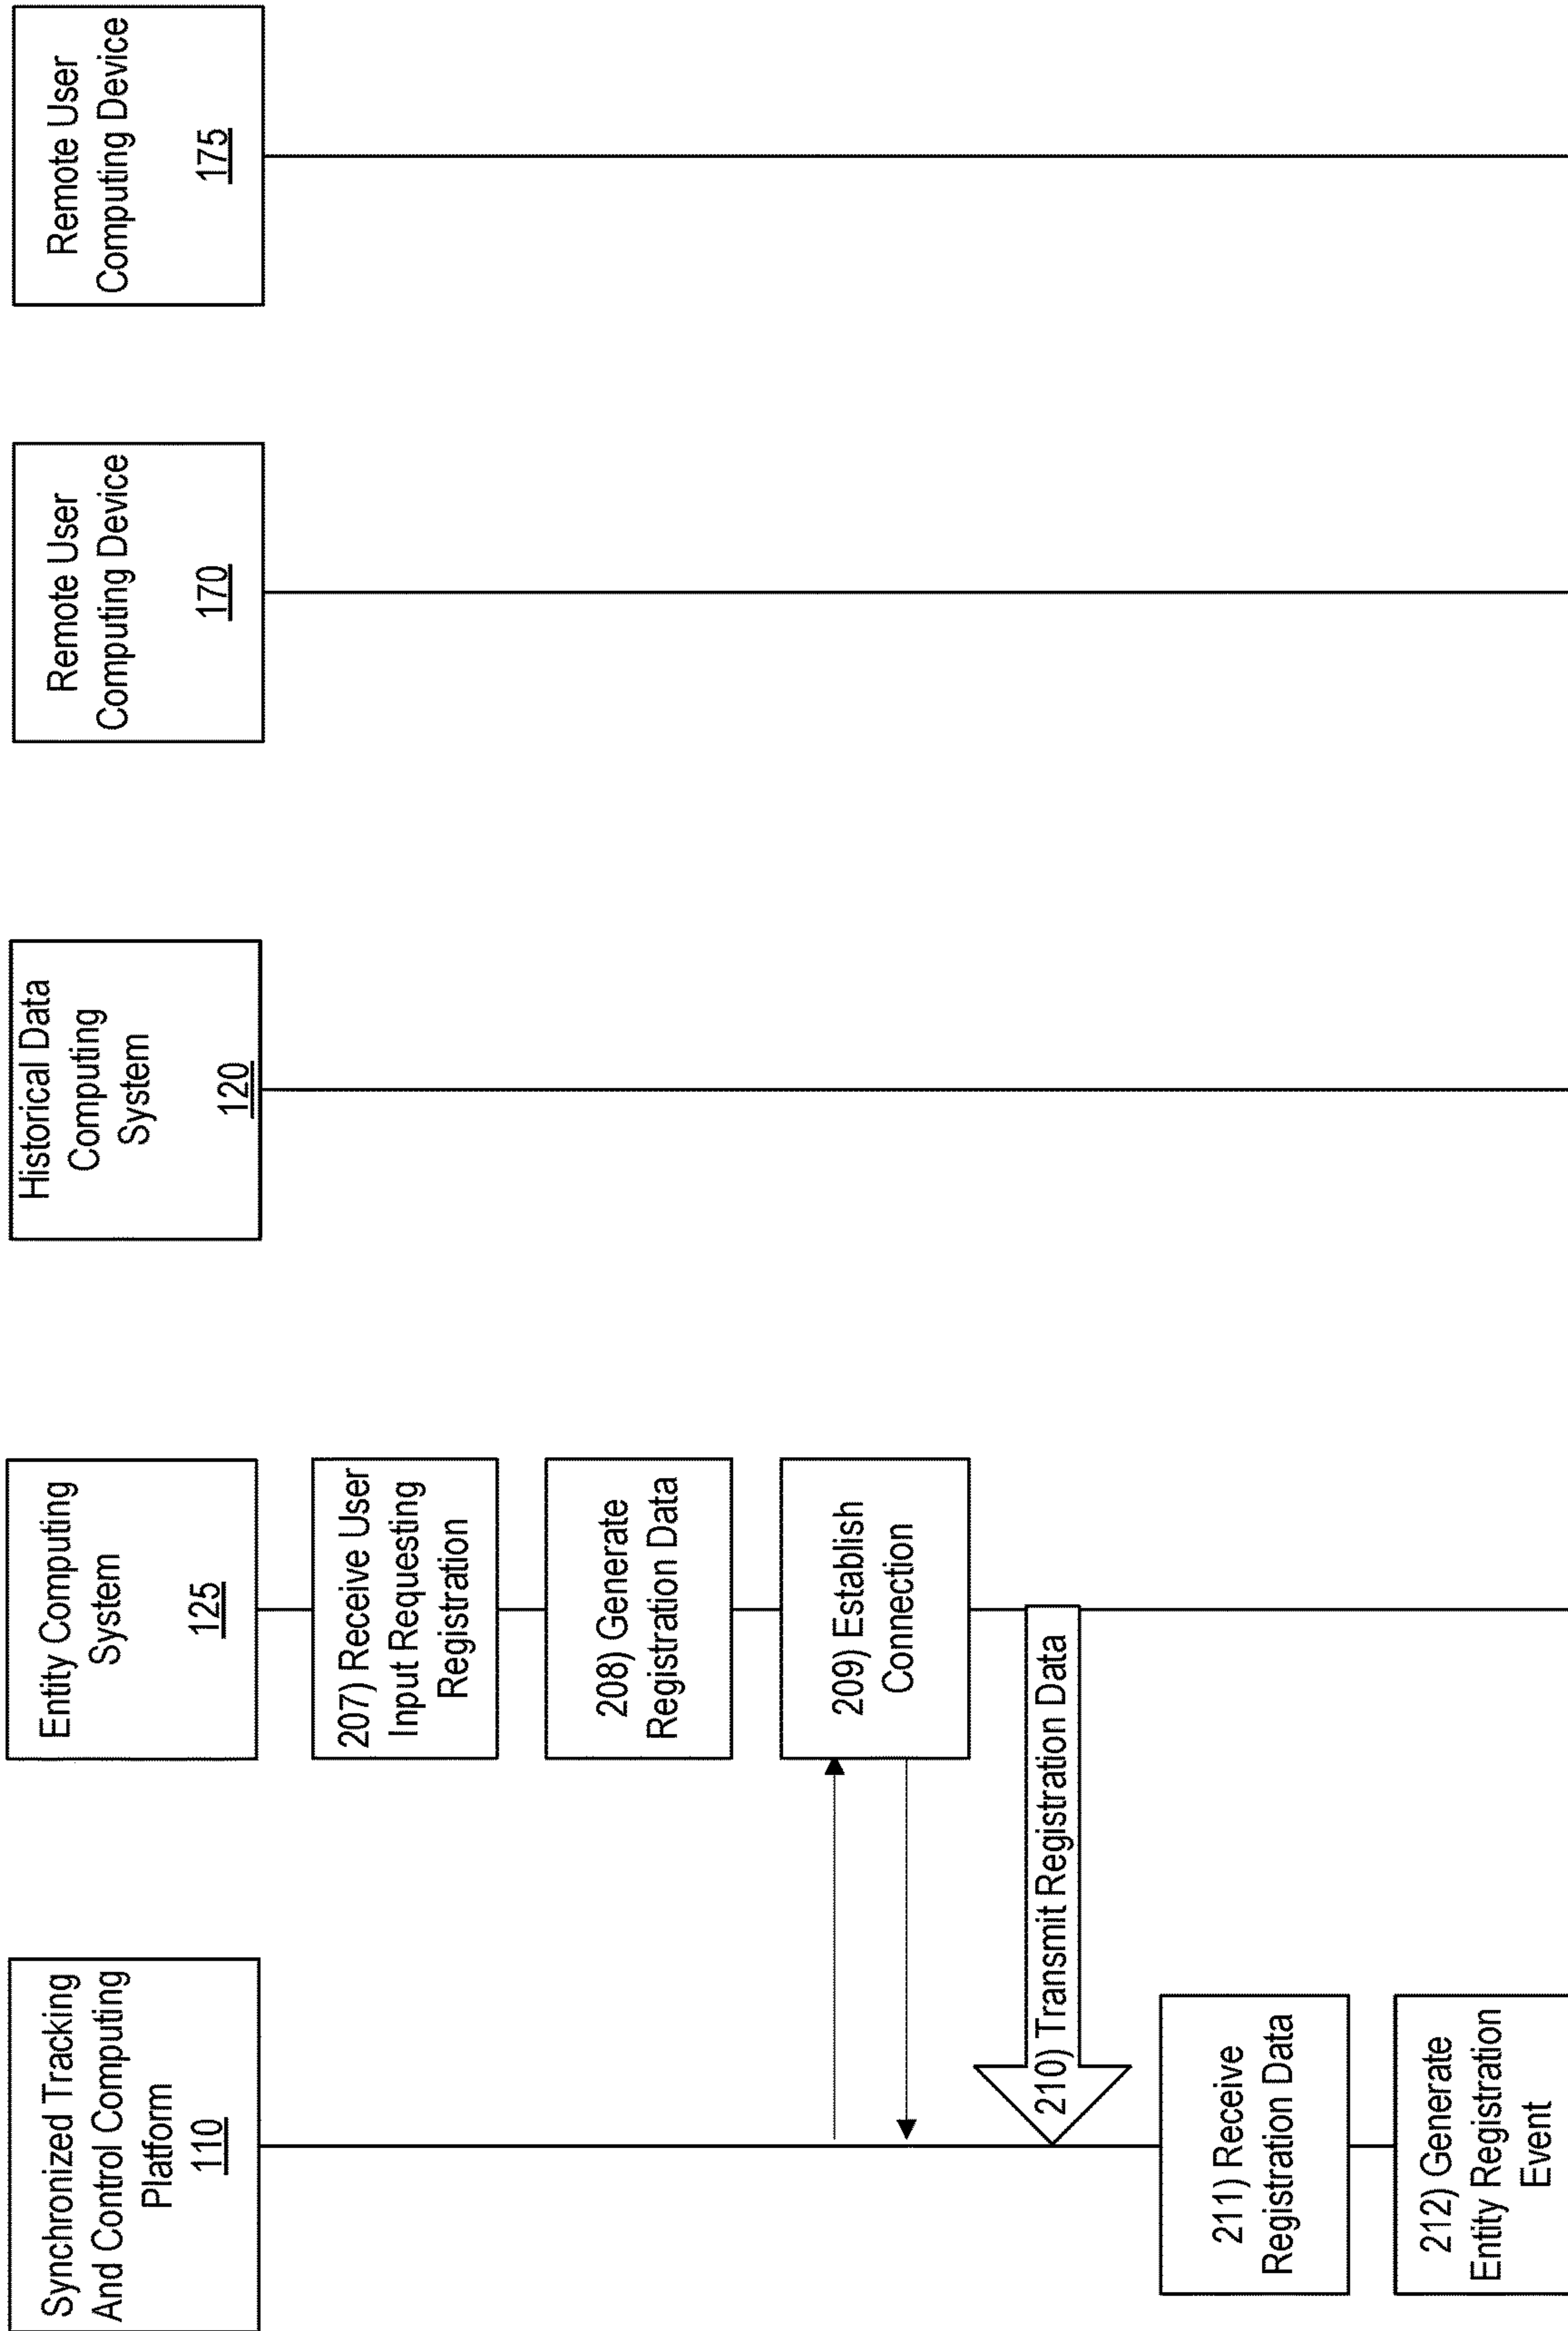 Synchronized Tracking
And Control Computing
Platform
110
Entity Computing
System
125
Historical Data
Computing
System
120
Remote User
Computing Device
170
Remote User
Computing Device
175
207) Receive User
Input Requesting
Registration
208) Generate
Registration Data
209) Establish
Connection
210) Transmit Registration Data
211) Receive
Registration Data
212) Generate
Entity Registration
Event